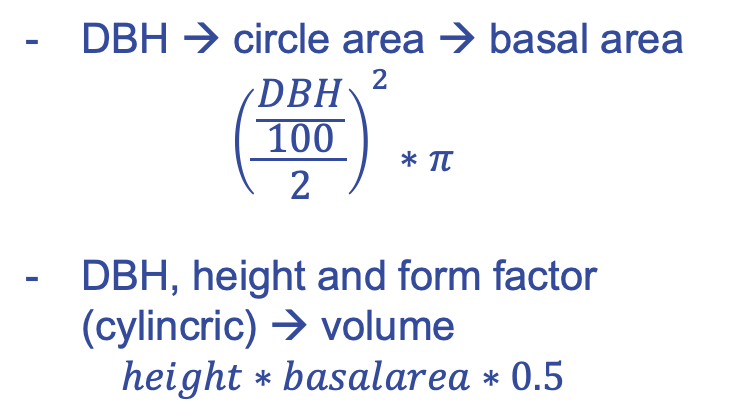 - DBH → circle area → basal area
(DBH/100/2)² * π
- DBH, height and form factor
(cylincric) → volume
height * basalarea * 0.5